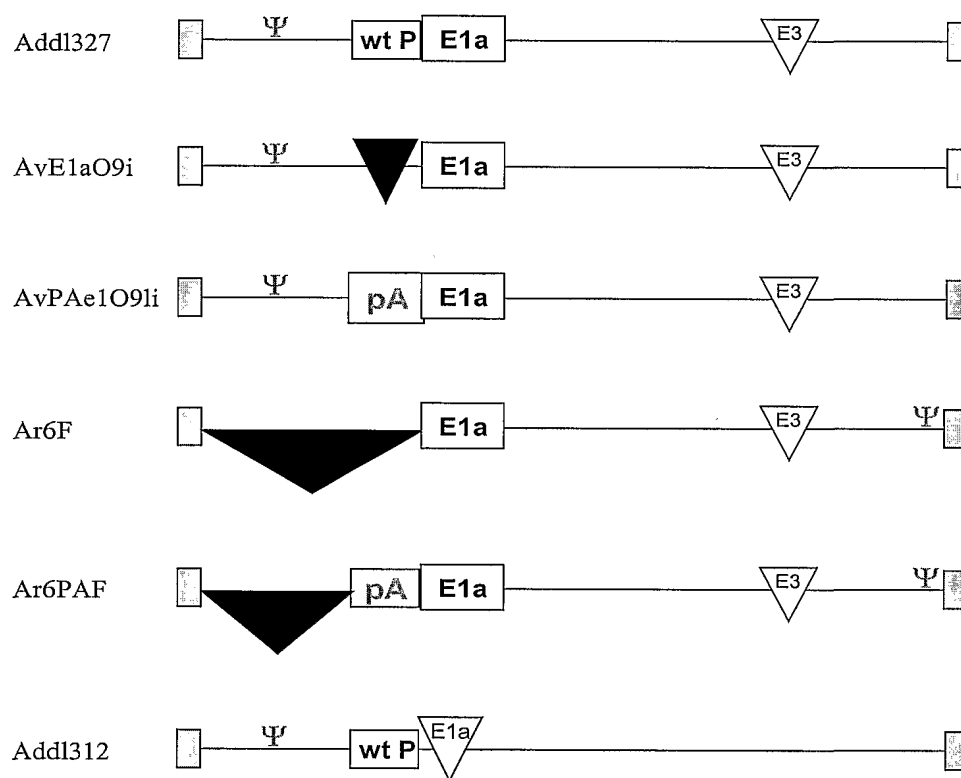 Addl327 Ψ wt P E1a E3
AvE1aO9i Ψ E1a E3
AvPAe1O9li Ψ pA E1a E3
Ar6F E1a E3 Ψ
Ar6PAF pA E1a E3 Ψ
Addl312 Ψ wt P E1a